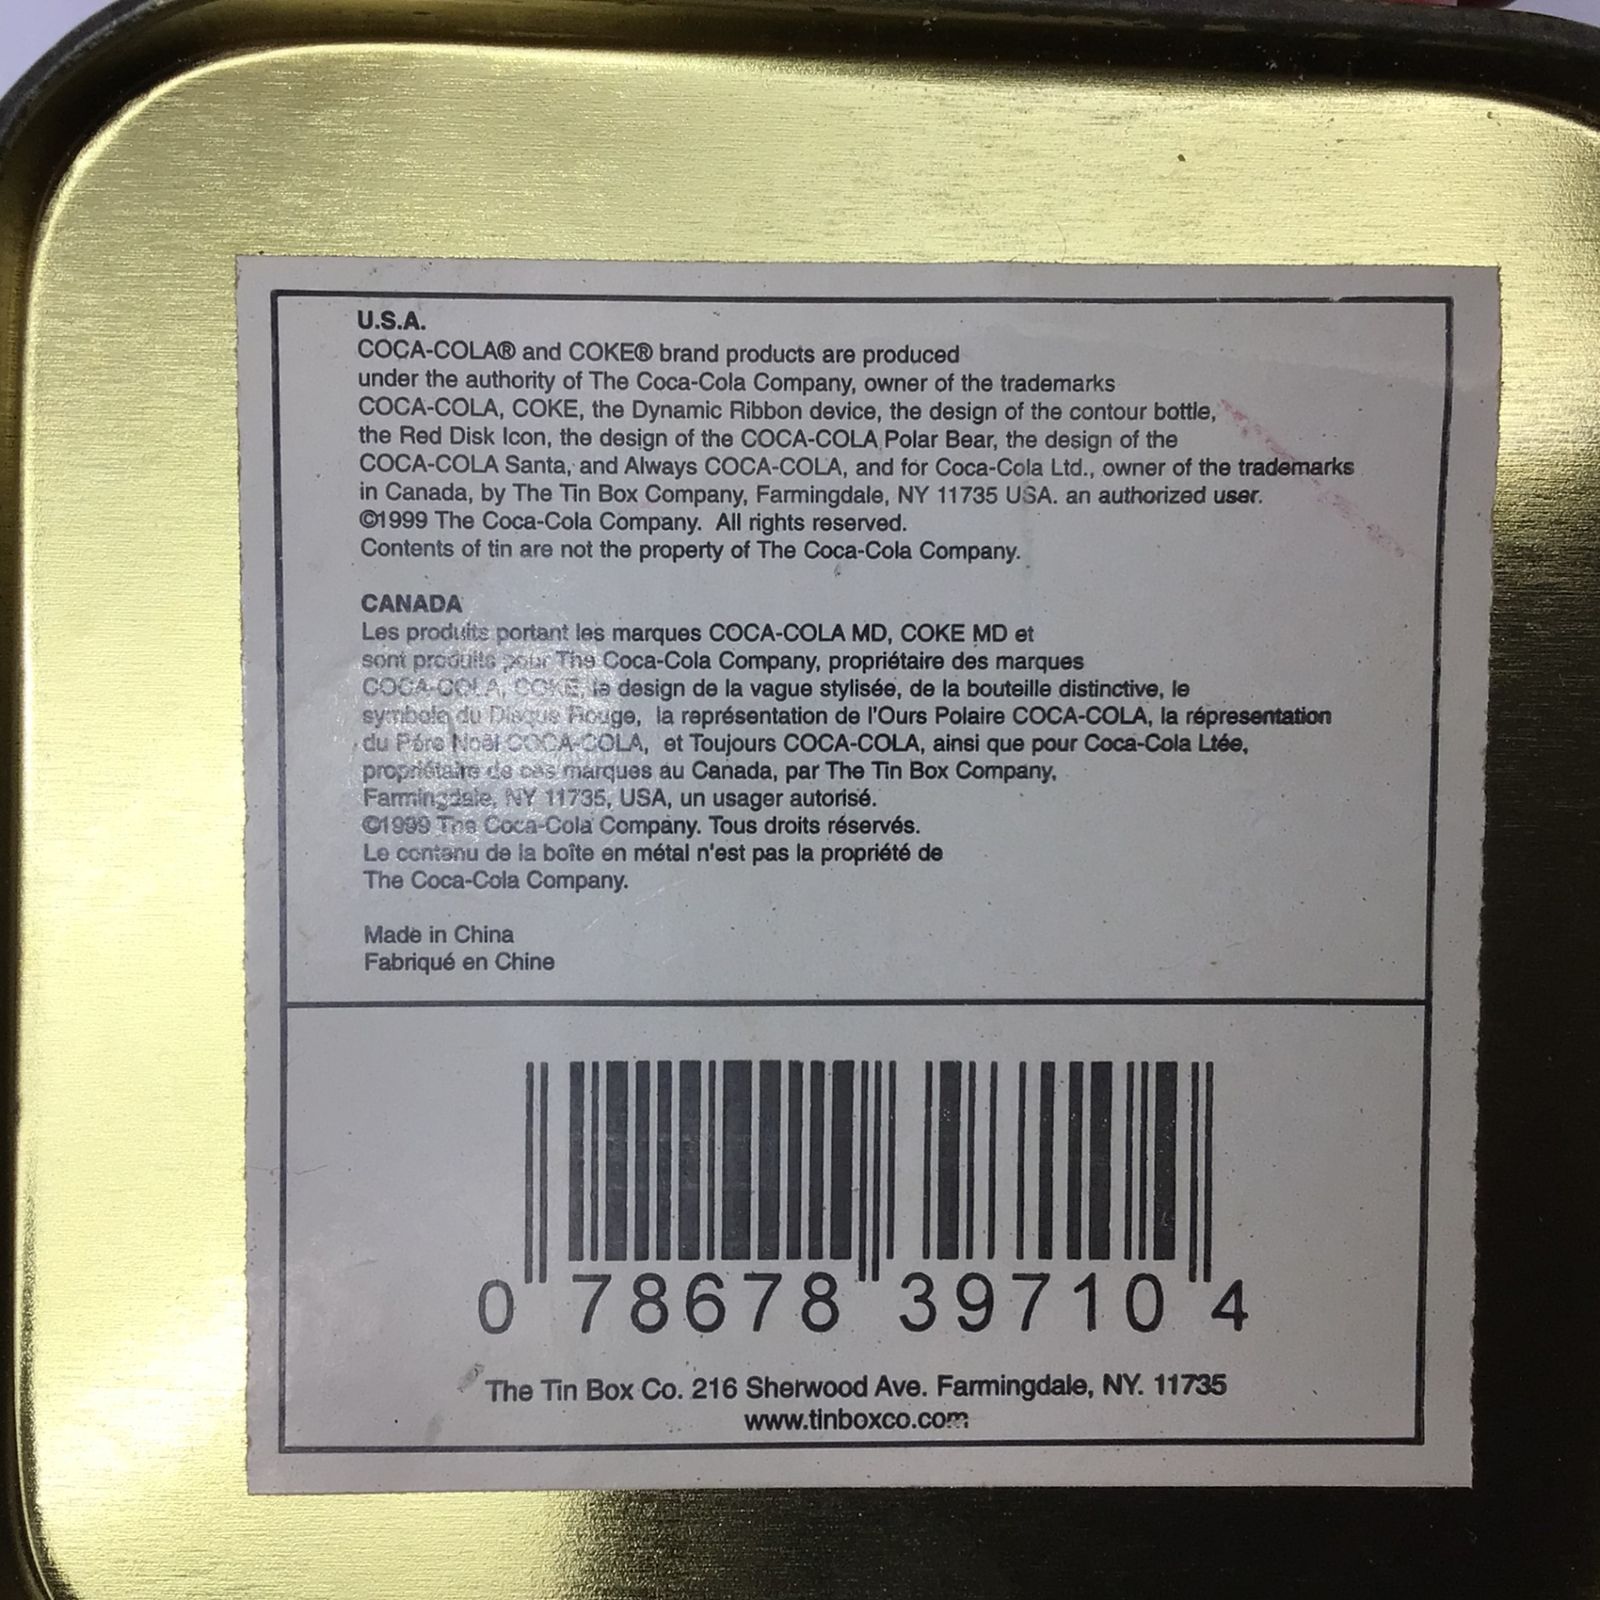 U.S.A.
COCA-COLA® and COKE® brand products are produced
under the authority of The Coca-Cola Company, owner of the trademarks
COCA-COLA, COKE, the Dynamic Ribbon device, the design of the contour bottle,
the Red Disk Icon, the design of the COCA-COLA Polar Bear, the design of the
COCA-COLA Santa, and Always COCA-COLA, and for Coca-Cola Ltd., owner of the trademarks
in Canada, by The Tin Box Company, Farmingdale, NY 11735 USA. an authorized user.
©1999 The Coca-Cola Company. All rights reserved.
Contents of tin are not the property of The Coca-Cola Company.
CANADA
Les produits portant les marques COCA-COLA MD, COKE MD et
sont produits pour The Coca-Cola Company, propriétaire des marques
COCA-COLA, COKE, le design de la vague stylisée, de la bouteille distinctive, le
symbole du Disque Rouge, la représentation de l'Ours Polaire COCA-COLA, la répresentation
du Pére Noël COCA-COLA, et Toujours COCA-COLA, ainsi que pour Coca-Cola Ltée,
propriétaire de ces marques au Canada, par The Tin Box Company,
Farmingdale, NY 11735, USA, un usager autorisé.
©1999 The Coca-Cola Company. Tous droits réservés.
Le contenu de la boîte en métal n'est pas la propriété de
The Coca-Cola Company.
Made in China
Fabriqué en Chine
0 78678 39710 4
The Tin Box Co. 216 Sherwood Ave. Farmingdale, NY. 11735
www.tinboxco.com